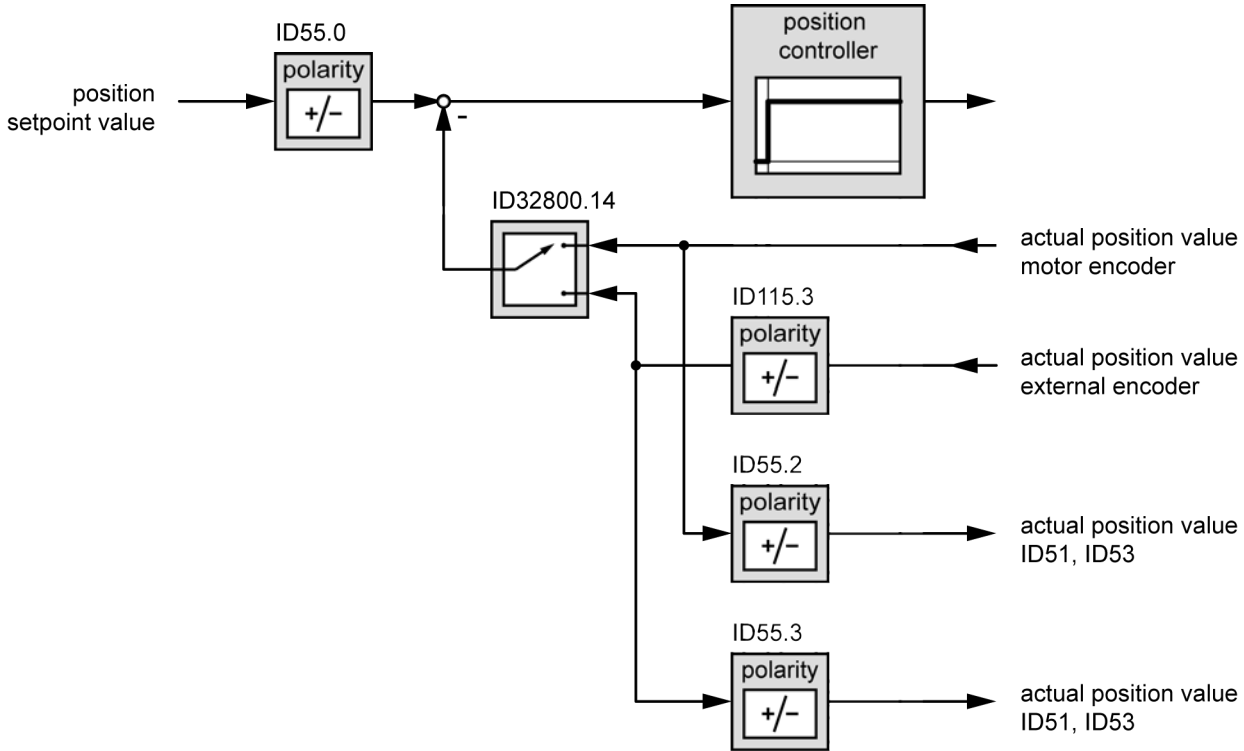 ID55.0
polarity
+/−
position
setpoint value
position
controller
-
ID32800.14
actual position value
motor encoder
ID115.3
polarity
+/−
actual position value
external encoder
ID55.2
polarity
+/−
actual position value
ID51, ID53
ID55.3
polarity
+/−
actual position value
ID51, ID53